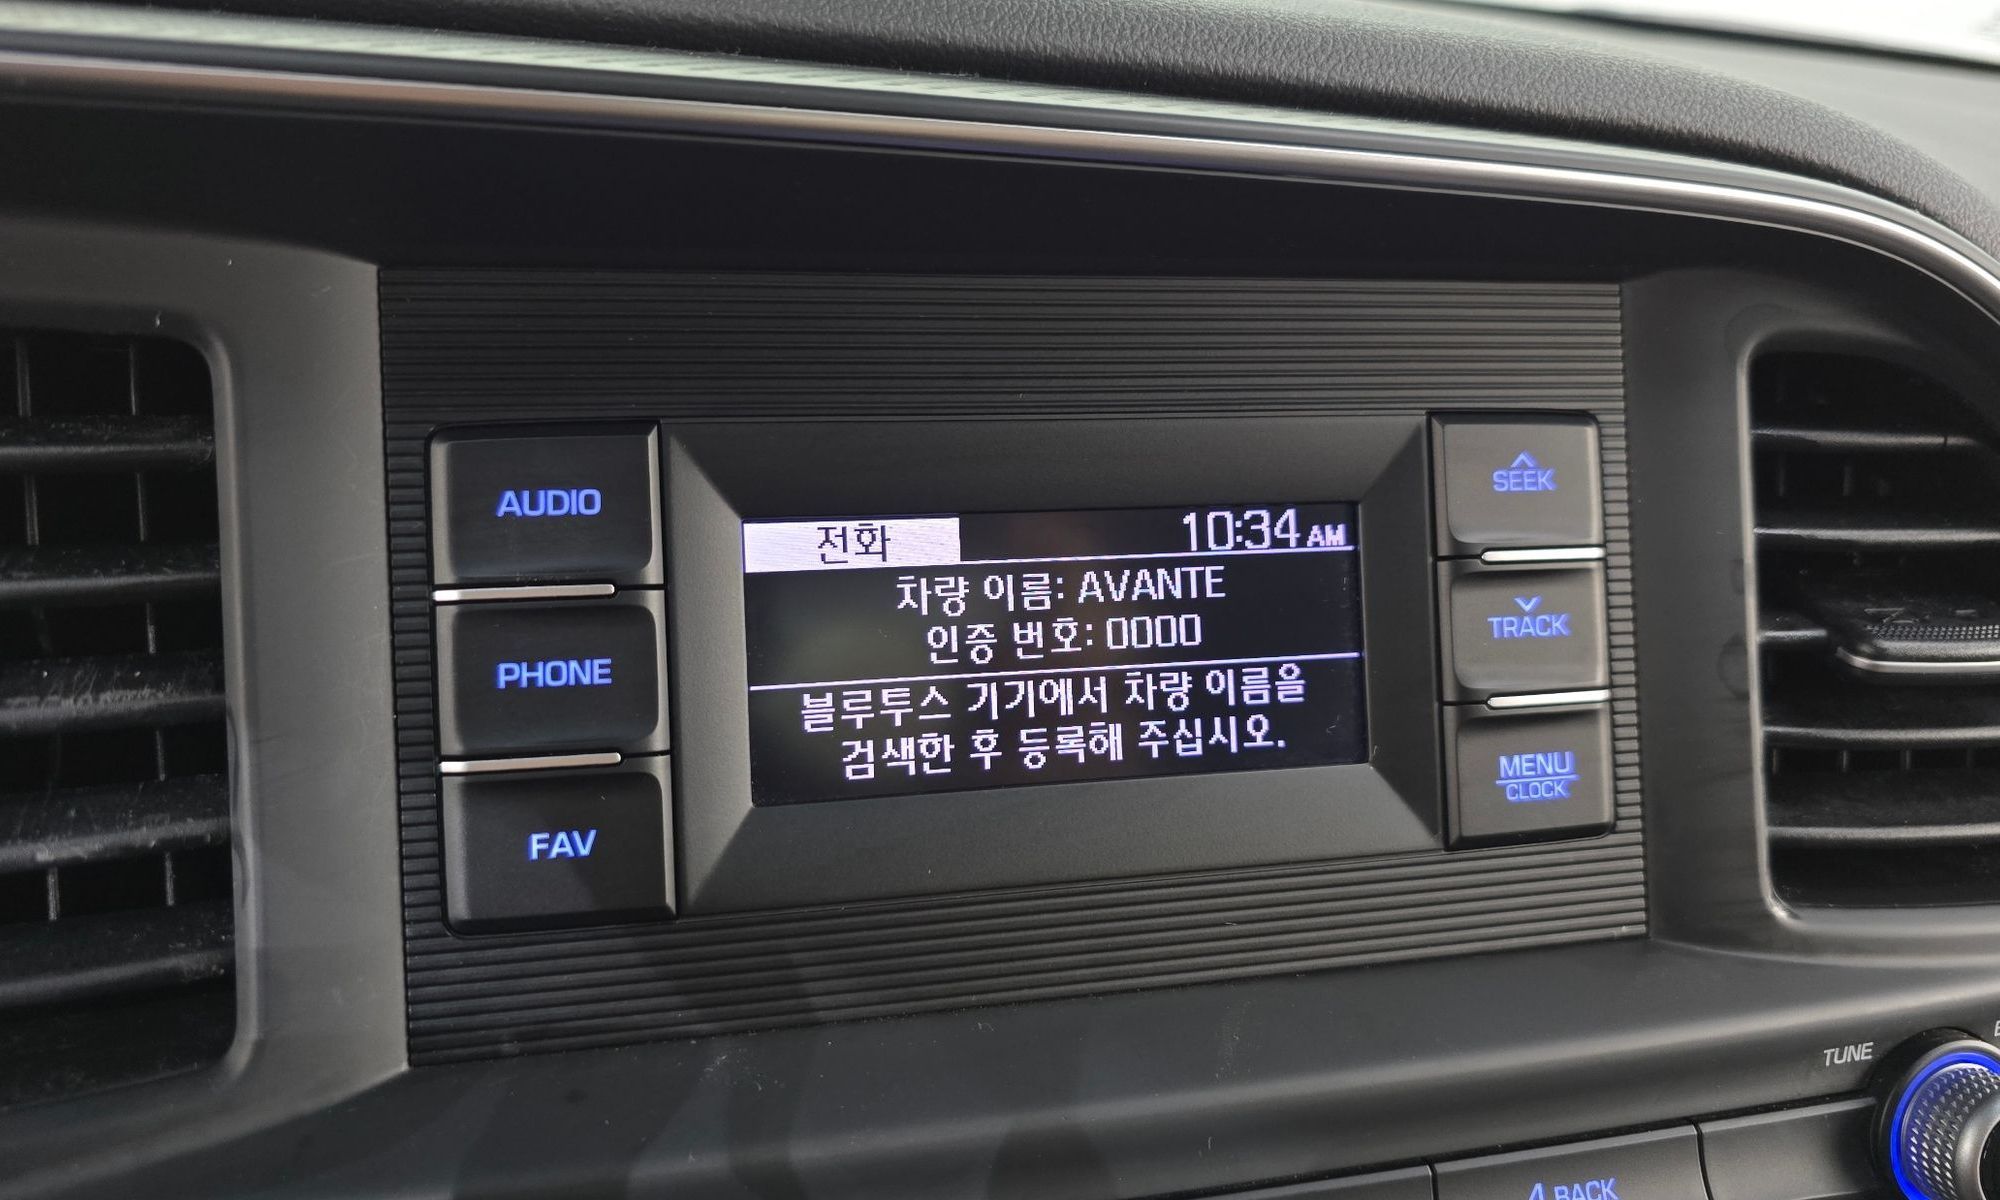 AUDIO
PHONE
FAV
전화 10:34 AM
차량 이름: AVANTE
인증 번호: 0000
블루투스 기기에서 차량 이름을
검색한 후 등록해 주십시오.
SEEK
TRACK
MENU
CLOCK
TUNE
4 BACK